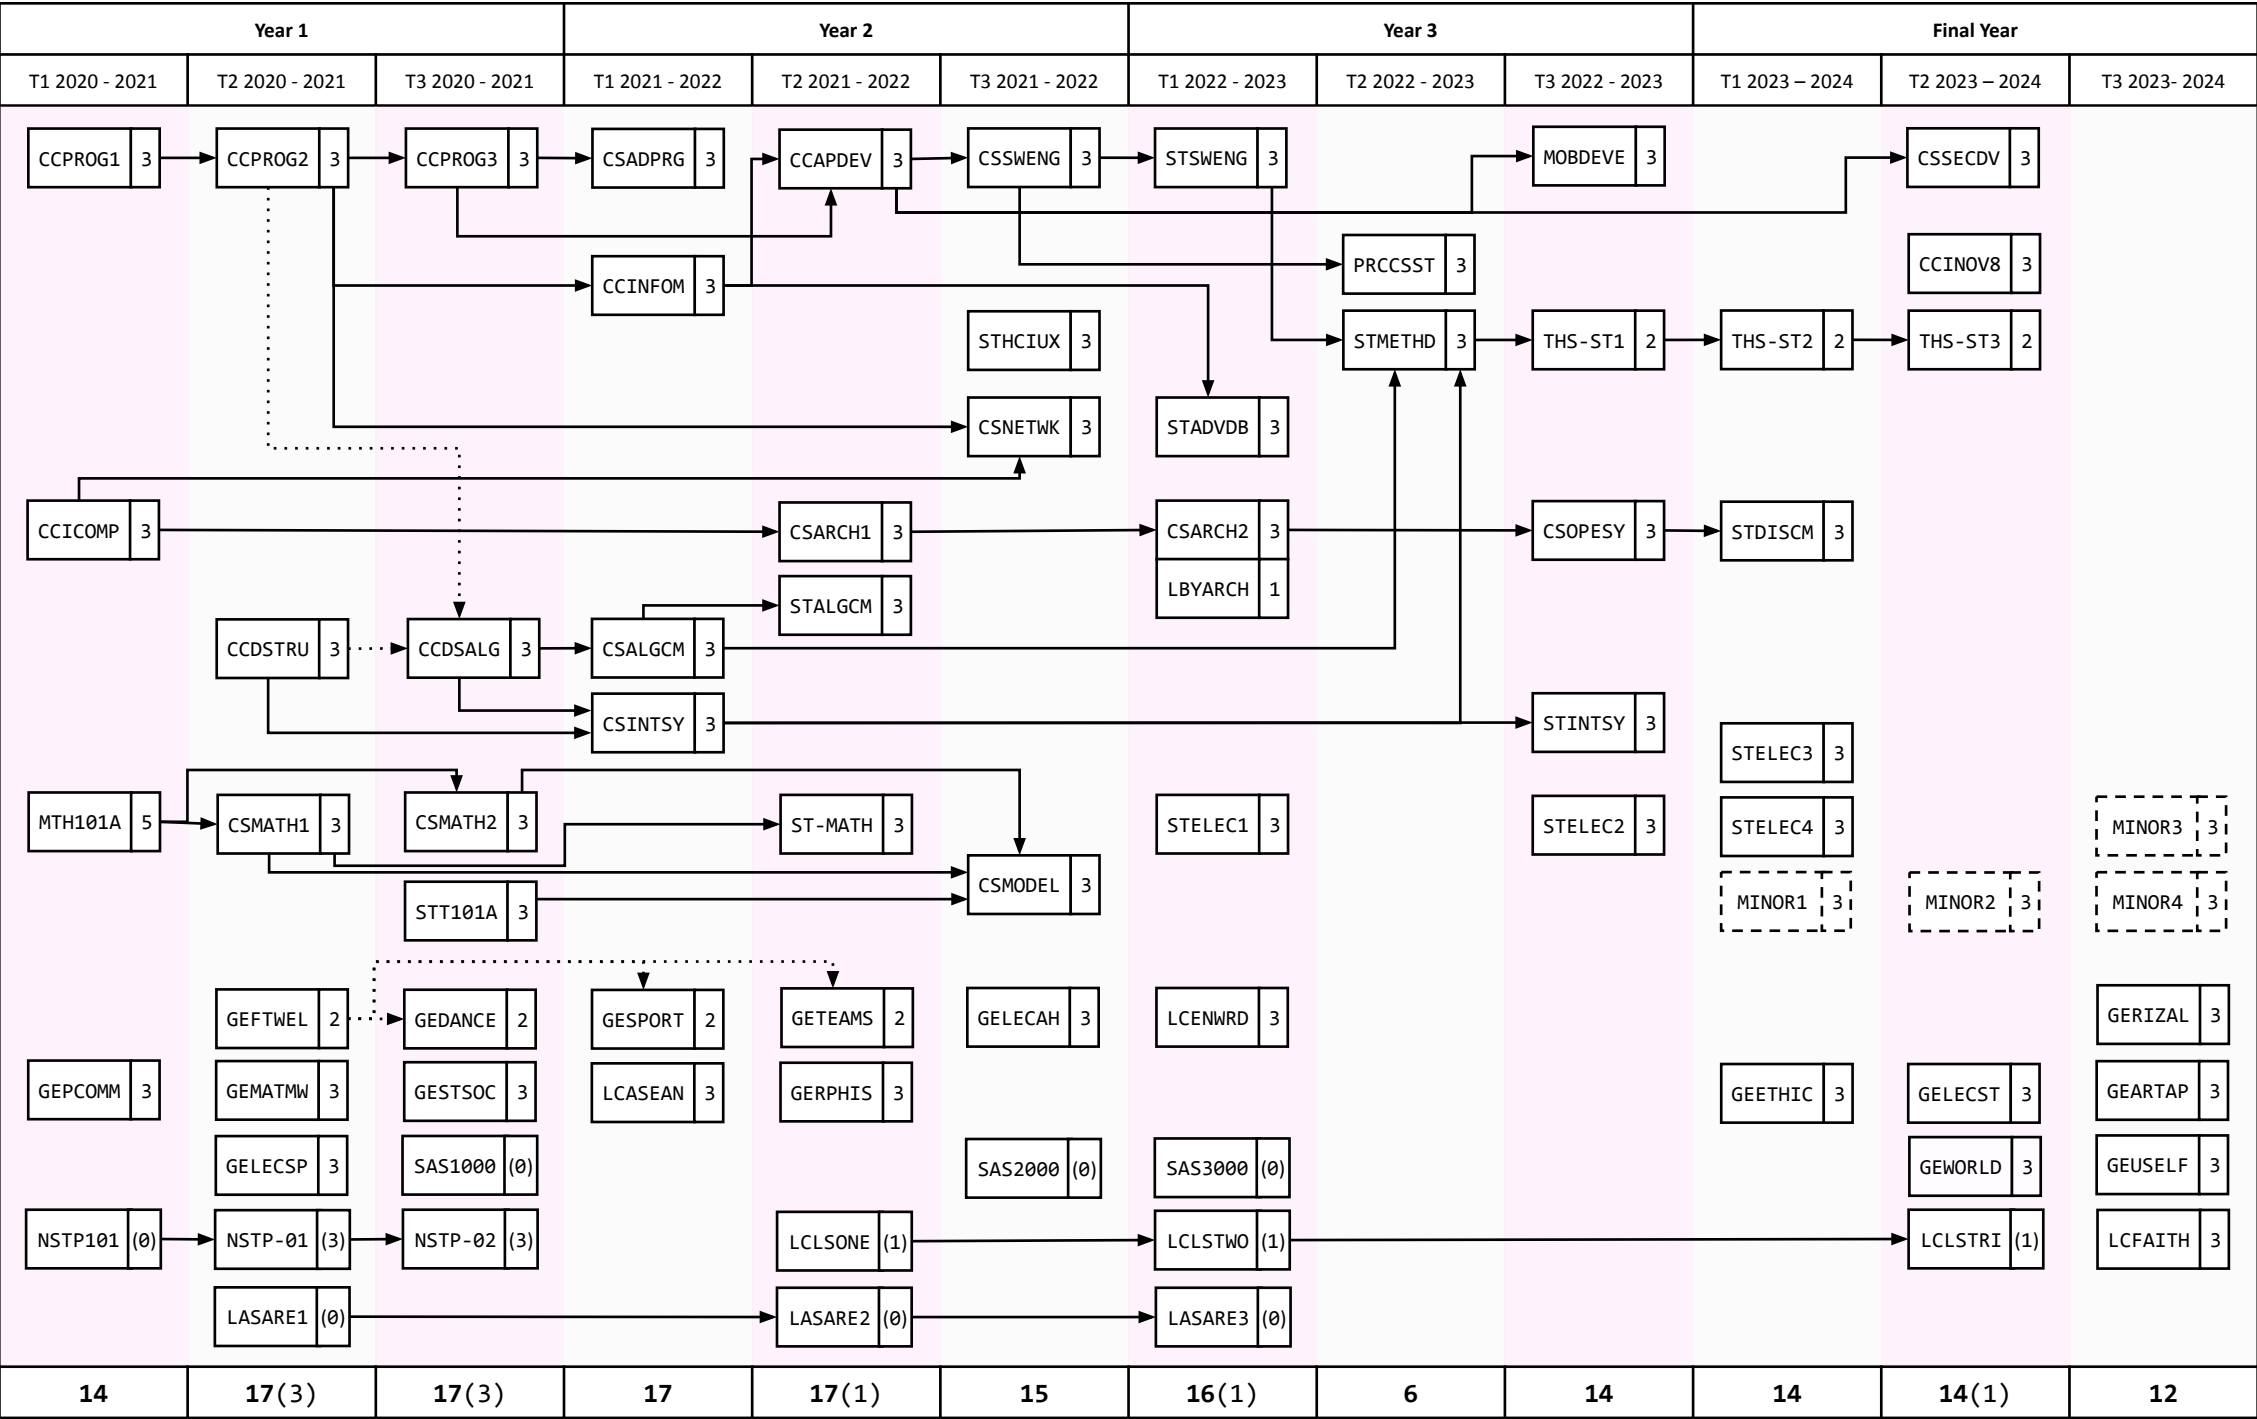 Year 1 Year 2 Year 3 Final Year
T1 2020 - 2021 T2 2020 - 2021 T3 2020 - 2021 T1 2021 - 2022 T2 2021 - 2022 T3 2021 - 2022 T1 2022 - 2023 T2 2022 - 2023 T3 2022 - 2023 T1 2023 – 2024 T2 2023 – 2024 T3 2023- 2024
CCPROG1 3 CCPROG2 3 CCPROG3 3 CSADPRG 3 CCAPDEV 3 CSSWENG 3 STSWENG 3 MOBDEVE 3 CSSECDV 3
CCINFOM 3 PRCCSST 3 CCINOV8 3
STHCIUX 3 STMETHD 3 THS-ST1 2 THS-ST2 2 THS-ST3 2
CSNETWK 3 STADVDB 3
CCICOMP 3 CSARCH1 3 CSARCH2 3 CSOPESY 3 STDISCM 3
STALGCM 3 LBYARCH 1
CCDSTRU 3 CCDSALG 3 CSALGCM 3
CSINTSY 3 STINTSY 3
STELEC3 3
MTH101A 5 CSMATH1 3 CSMATH2 3 ST-MATH 3 STELEC1 3 STELEC2 3 STELEC4 3 MINOR3 3
CSMODEL 3
STT101A 3 MINOR1 3 MINOR2 3 MINOR4 3
GEFTWEL 2 GEDANCE 2 GESPORT 2 GETEAMS 2 GELECAH 3 LCENWRD 3 GERIZAL 3
GEPCOMM 3 GEMATMW 3 GESTSOC 3 LCASEAN 3 GERPHIS 3 GEETHIC 3 GELECST 3 GEARTAP 3
GELECSP 3 SAS1000 (0) SAS2000 (0) SAS3000 (0) GEWORLD 3 GEUSELF 3
NSTP101 (0) NSTP-01 (3) NSTP-02 (3) LCLSONE (1) LCLSTWO (1) LCLSTRI (1) LCFAITH 3
LASARE1 (0) LASARE2 (0) LASARE3 (0)
14 17(3) 17(3) 17 17(1) 15 16(1) 6 14 14 14(1) 12